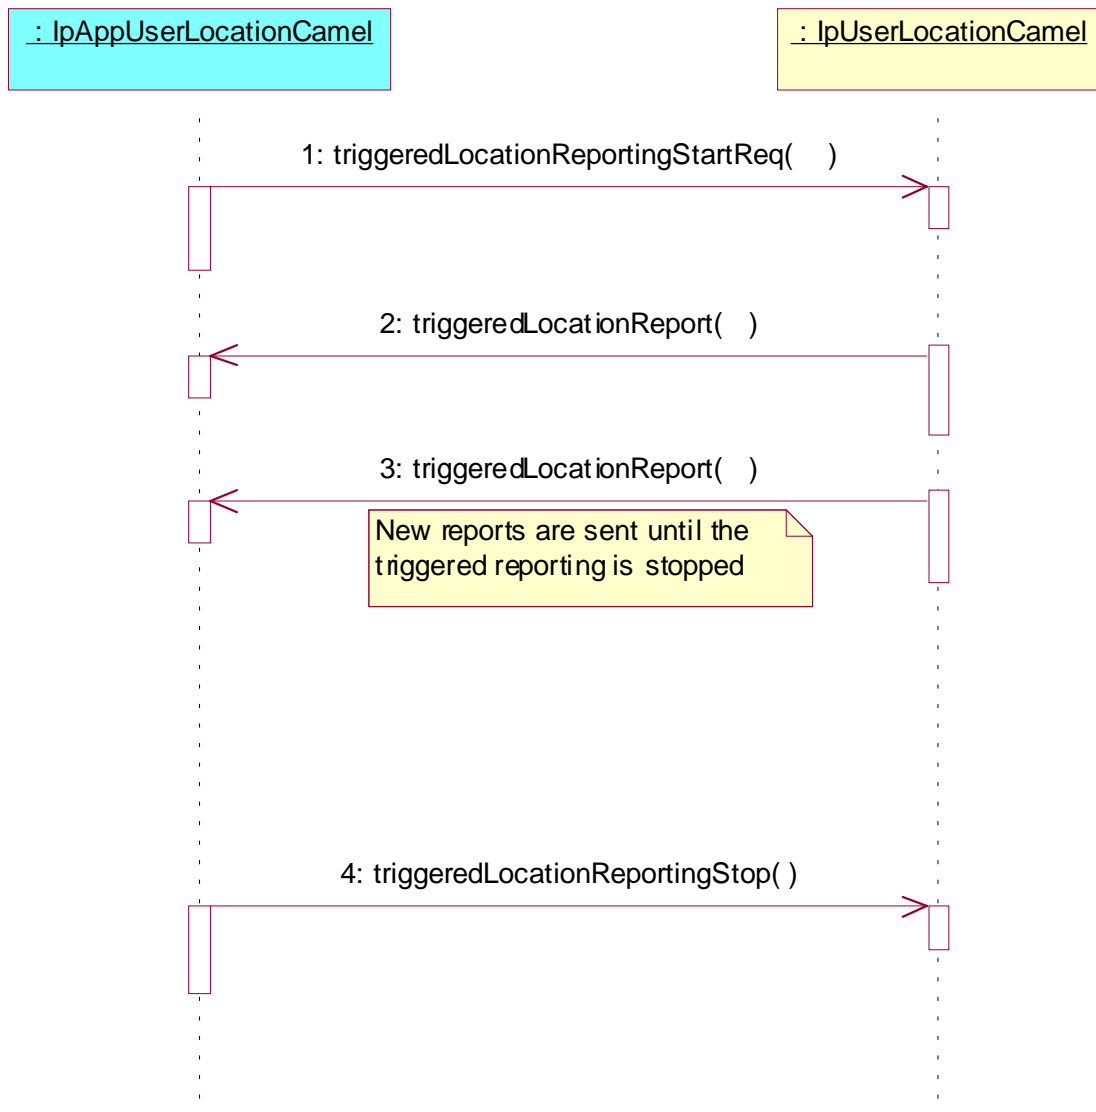 : IpAppUserLocationCamel
: IpUserLocationCamel
1: triggeredLocationReportingStartReq( )
2: triggeredLocationReport( )
3: triggeredLocationReport( )
New reports are sent until the
triggered reporting is stopped
4: triggeredLocationReportingStop( )